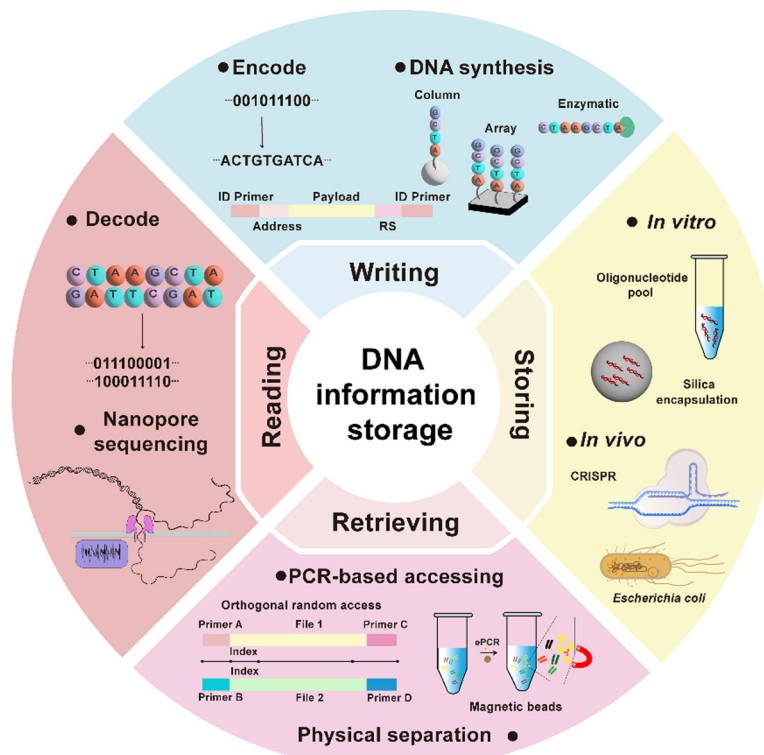 ● Encode
···001011100···
···ACTGTGATCA···
ID Primer Payload ID Primer
Address RS
● DNA synthesis
Column
G
C
T
A
Array
G G G
C C C
T T T
A A A
Enzymatic
C T A A G C T A
Writing
● In vitro
Oligonucleotide
pool
Silica
encapsulation
● In vivo
CRISPR
Escherichia coli
Storing
● PCR-based accessing
Orthogonal random access
Primer A File 1 Primer C
Index
Index
Primer B File 2 Primer D
ePCR
Magnetic beads
Physical separation ●
Retrieving
● Decode
C T A A G C T A
G A T T C G A T
···011100001···
···100011110···
● Nanopore
sequencing
Reading
DNA
information
storage